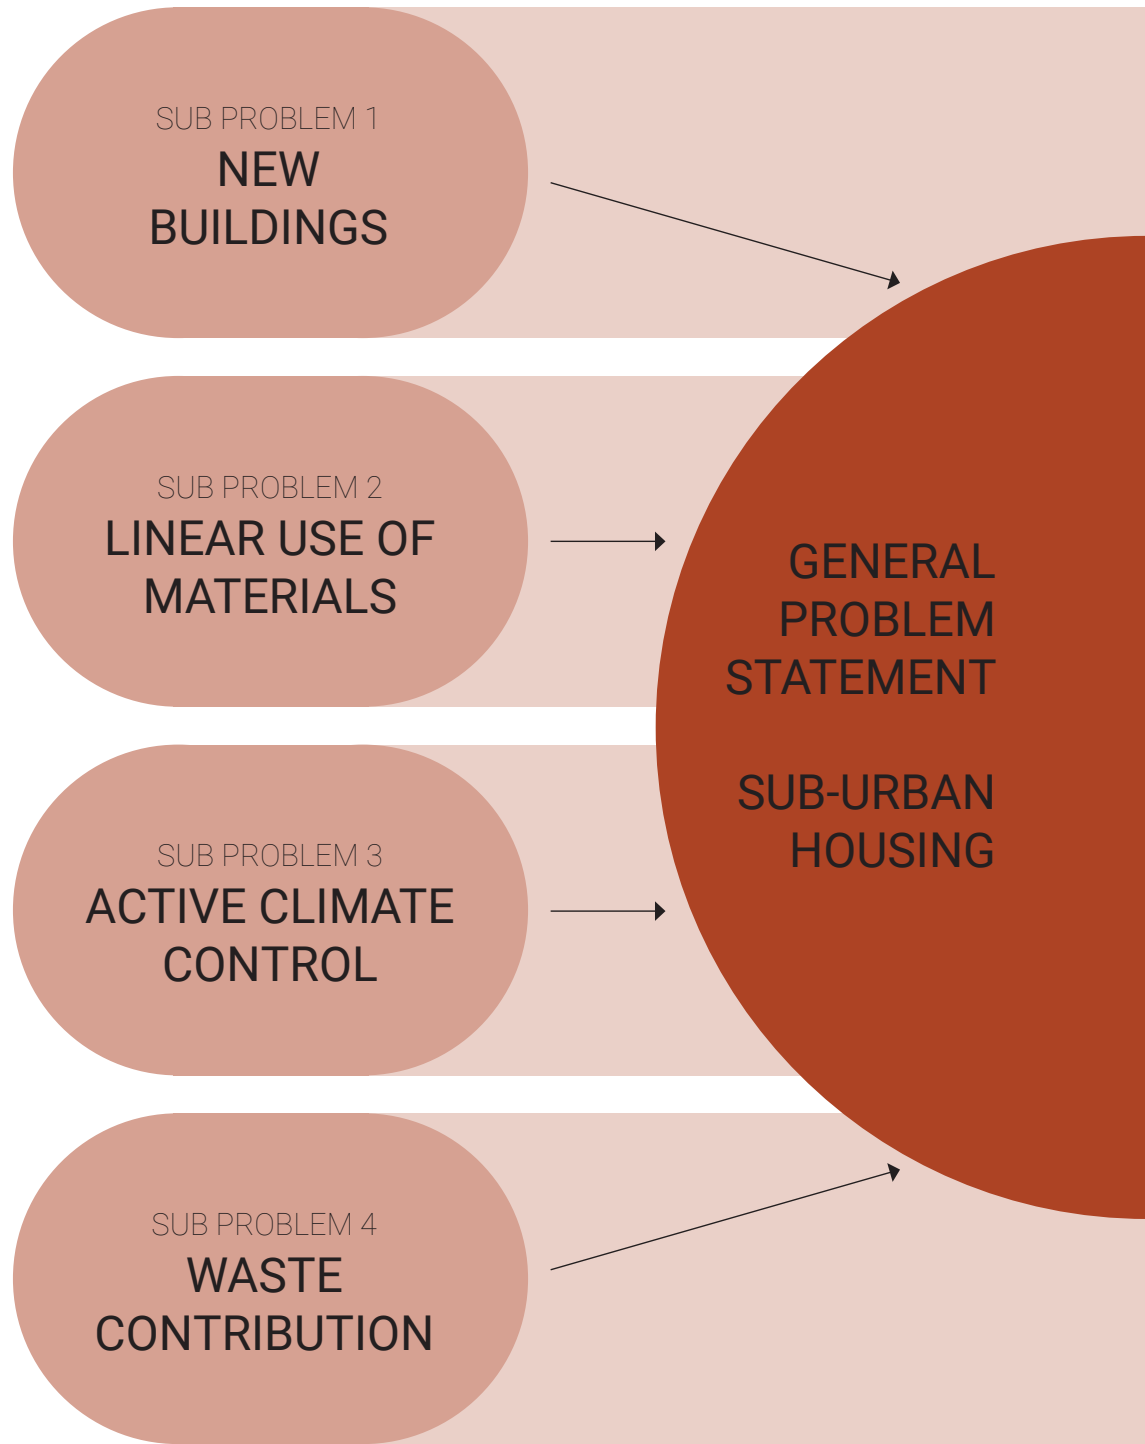 SUB PROBLEM 1
NEW
BUILDINGS
SUB PROBLEM 2
LINEAR USE OF
MATERIALS
SUB PROBLEM 3
ACTIVE CLIMATE
CONTROL
SUB PROBLEM 4
WASTE
CONTRIBUTION
GENERAL
PROBLEM
STATEMENT
SUB-URBAN
HOUSING